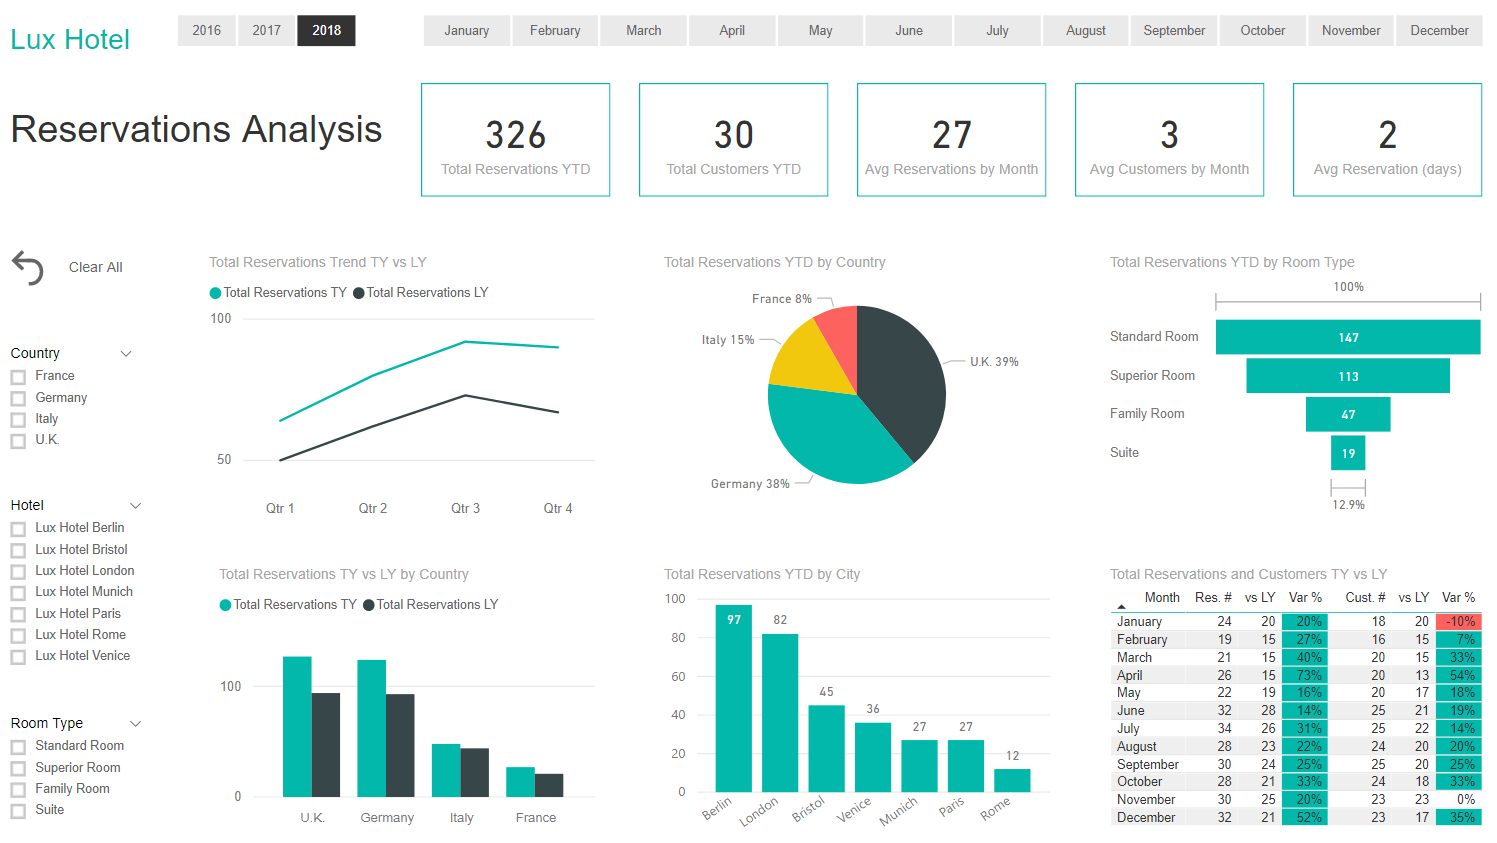 Lux Hotel
2016 2017 2018
January February March April May June July August September October November December
Reservations Analysis
326
Total Reservations YTD
30
Total Customers YTD
27
Avg Reservations by Month
3
Avg Customers by Month
2
Avg Reservation (days)
Clear All
Country
France
Germany
Italy
U.K.
Hotel
Lux Hotel Berlin
Lux Hotel Bristol
Lux Hotel London
Lux Hotel Munich
Lux Hotel Paris
Lux Hotel Rome
Lux Hotel Venice
Room Type
Standard Room
Superior Room
Family Room
Suite
Total Reservations Trend TY vs LY
Total Reservations TY Total Reservations LY
100
50
Qtr 1 Qtr 2 Qtr 3 Qtr 4
Total Reservations YTD by Country
France 8%
Italy 15%
U.K. 39%
Germany 38%
Total Reservations YTD by Room Type
100%
Standard Room 147
Superior Room 113
Family Room 47
Suite 19
12.9%
Total Reservations TY vs LY by Country
Total Reservations TY Total Reservations LY
100
0
U.K. Germany Italy France
Total Reservations YTD by City
100
80
60
40
20
0
97 82 45 36 27 27 12
Berlin London Bristol Venice Munich Paris Rome
Total Reservations and Customers TY vs LY
Month Res. # vs LY Var % Cust. # vs LY Var %
January 24 20 20% 18 20 -10%
February 19 15 27% 16 15 7%
March 21 15 40% 20 15 33%
April 26 15 73% 20 13 54%
May 22 19 16% 20 17 18%
June 32 28 14% 25 21 19%
July 34 26 31% 25 22 14%
August 28 23 22% 24 20 20%
September 30 24 25% 25 20 25%
October 28 21 33% 24 18 33%
November 30 25 20% 23 23 0%
December 32 21 52% 23 17 35%